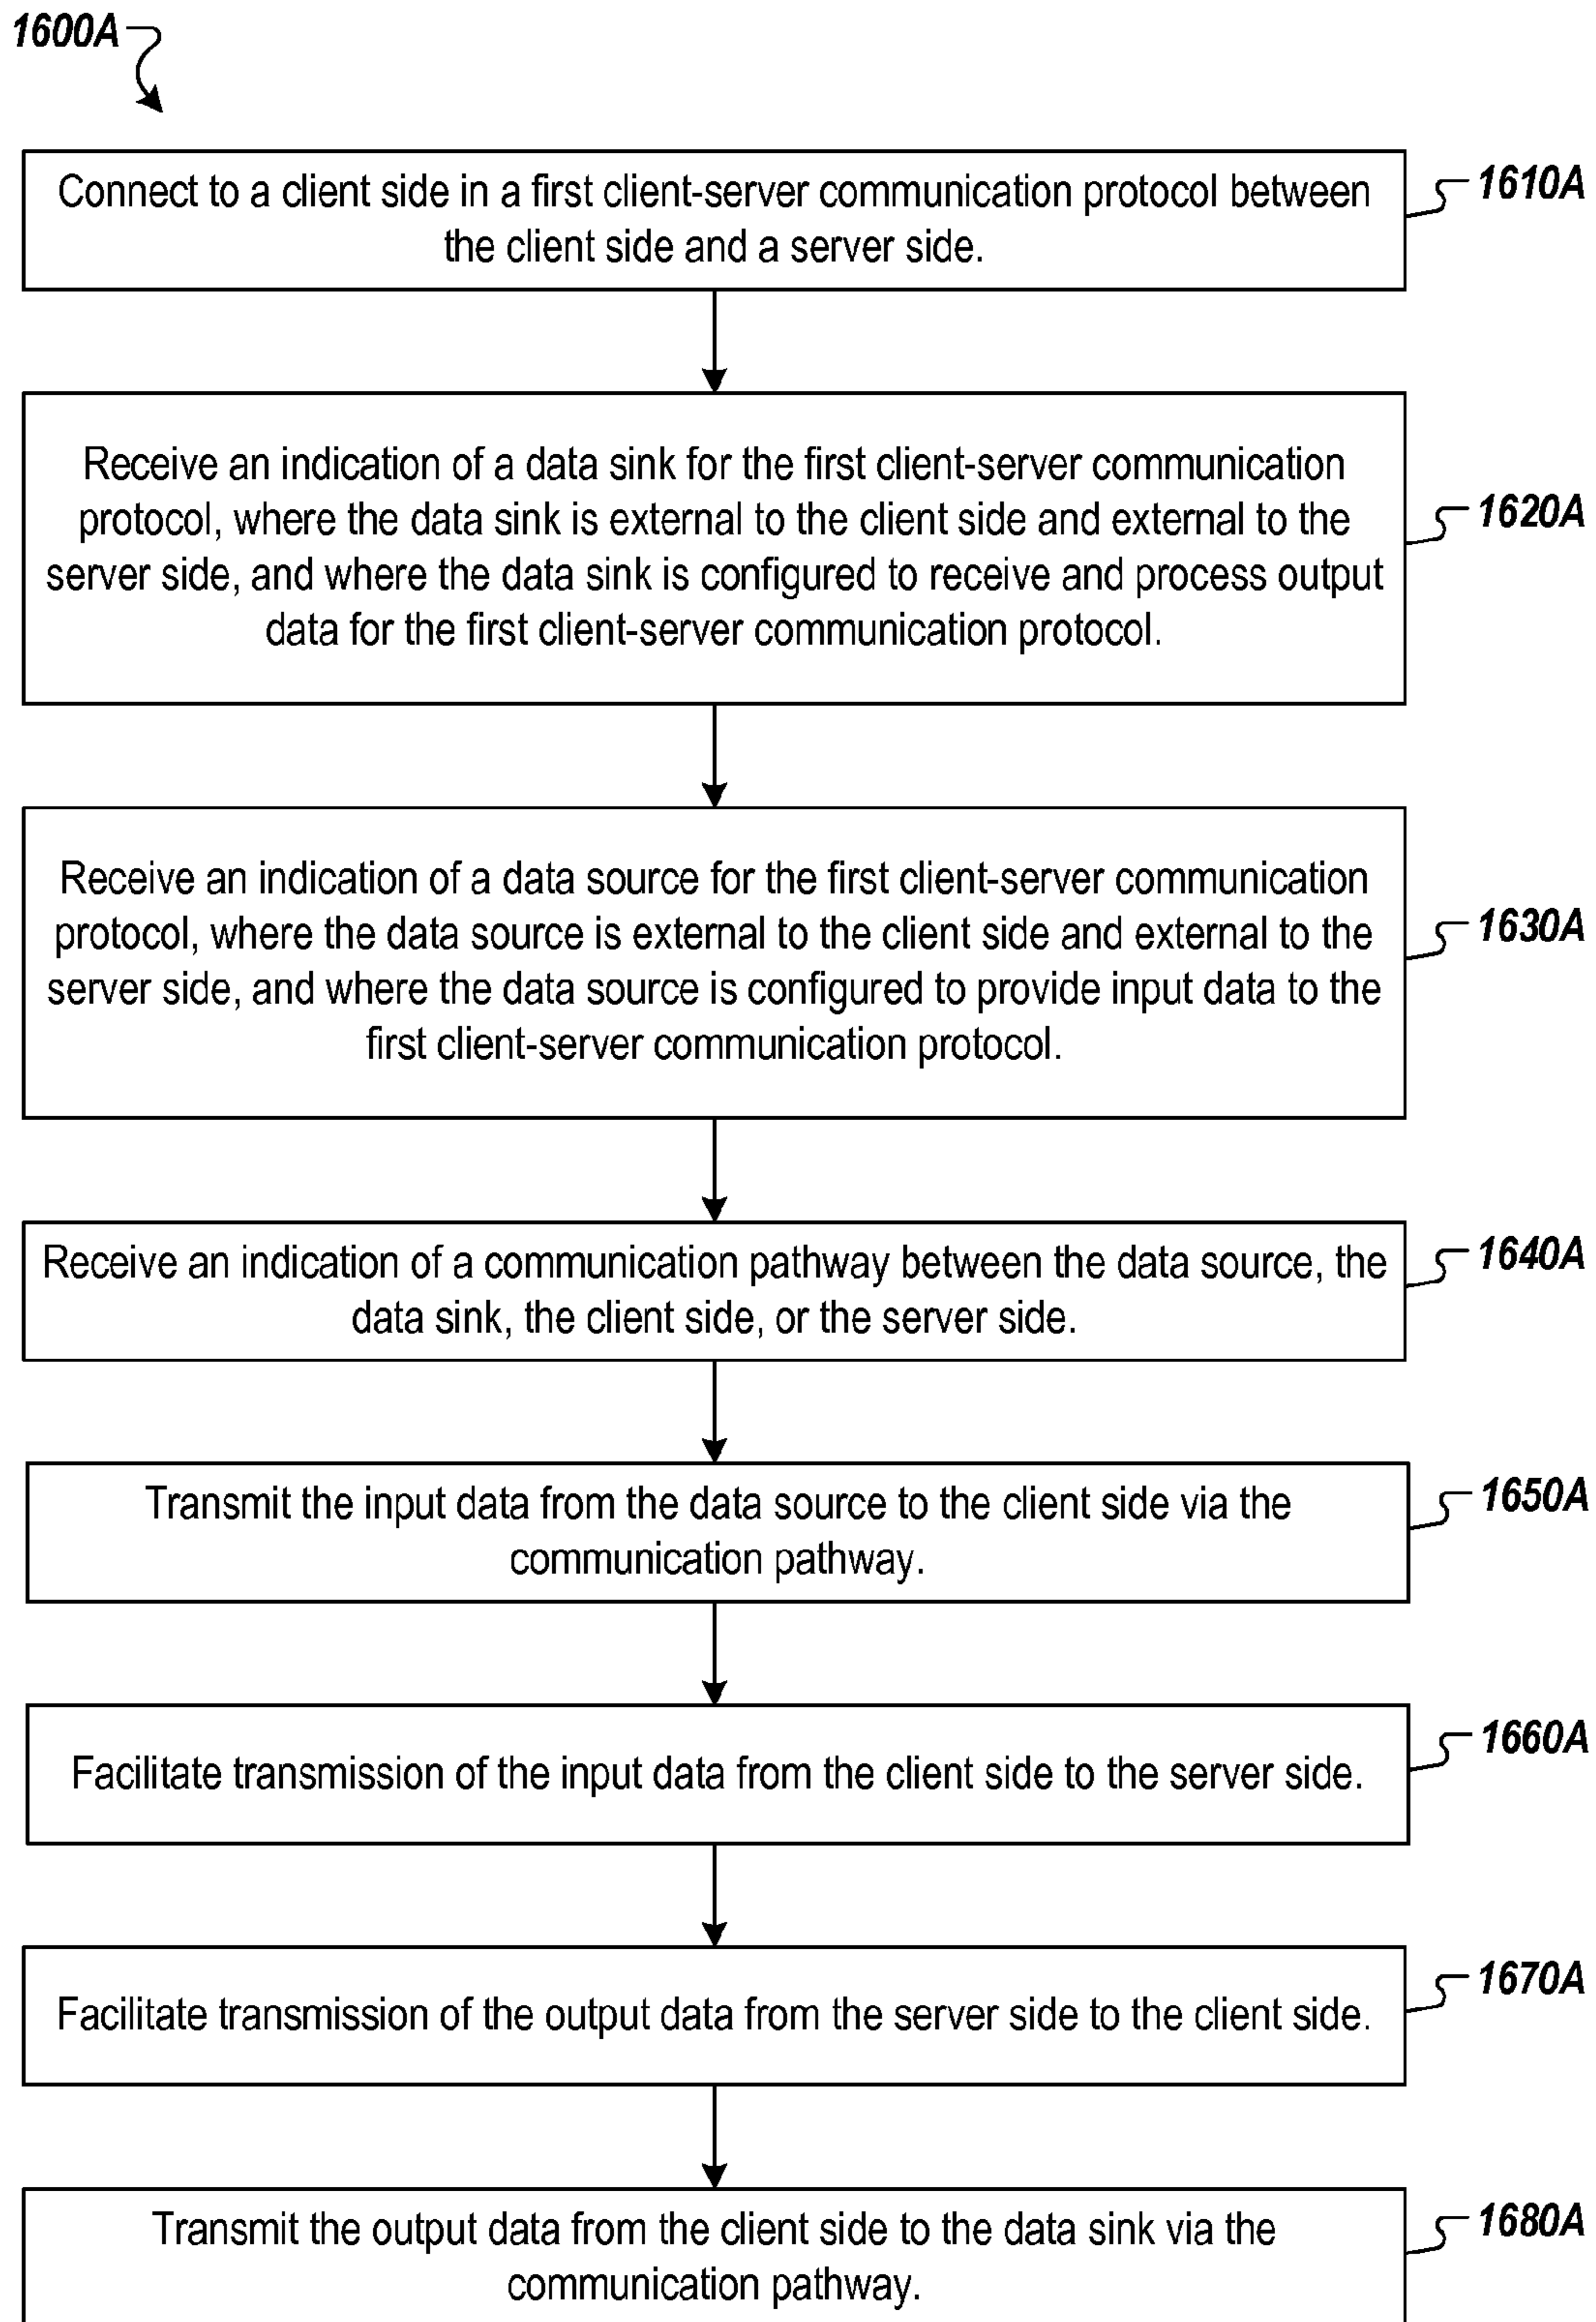 1600A
Connect to a client side in a first client-server communication protocol between
the client side and a server side.
1610A
Receive an indication of a data sink for the first client-server communication
protocol, where the data sink is external to the client side and external to the
server side, and where the data sink is configured to receive and process output
data for the first client-server communication protocol.
1620A
Receive an indication of a data source for the first client-server communication
protocol, where the data source is external to the client side and external to the
server side, and where the data source is configured to provide input data to the
first client-server communication protocol.
1630A
Receive an indication of a communication pathway between the data source, the
data sink, the client side, or the server side.
1640A
Transmit the input data from the data source to the client side via the
communication pathway.
1650A
Facilitate transmission of the input data from the client side to the server side.
1660A
Facilitate transmission of the output data from the server side to the client side.
1670A
Transmit the output data from the client side to the data sink via the
communication pathway.
1680A